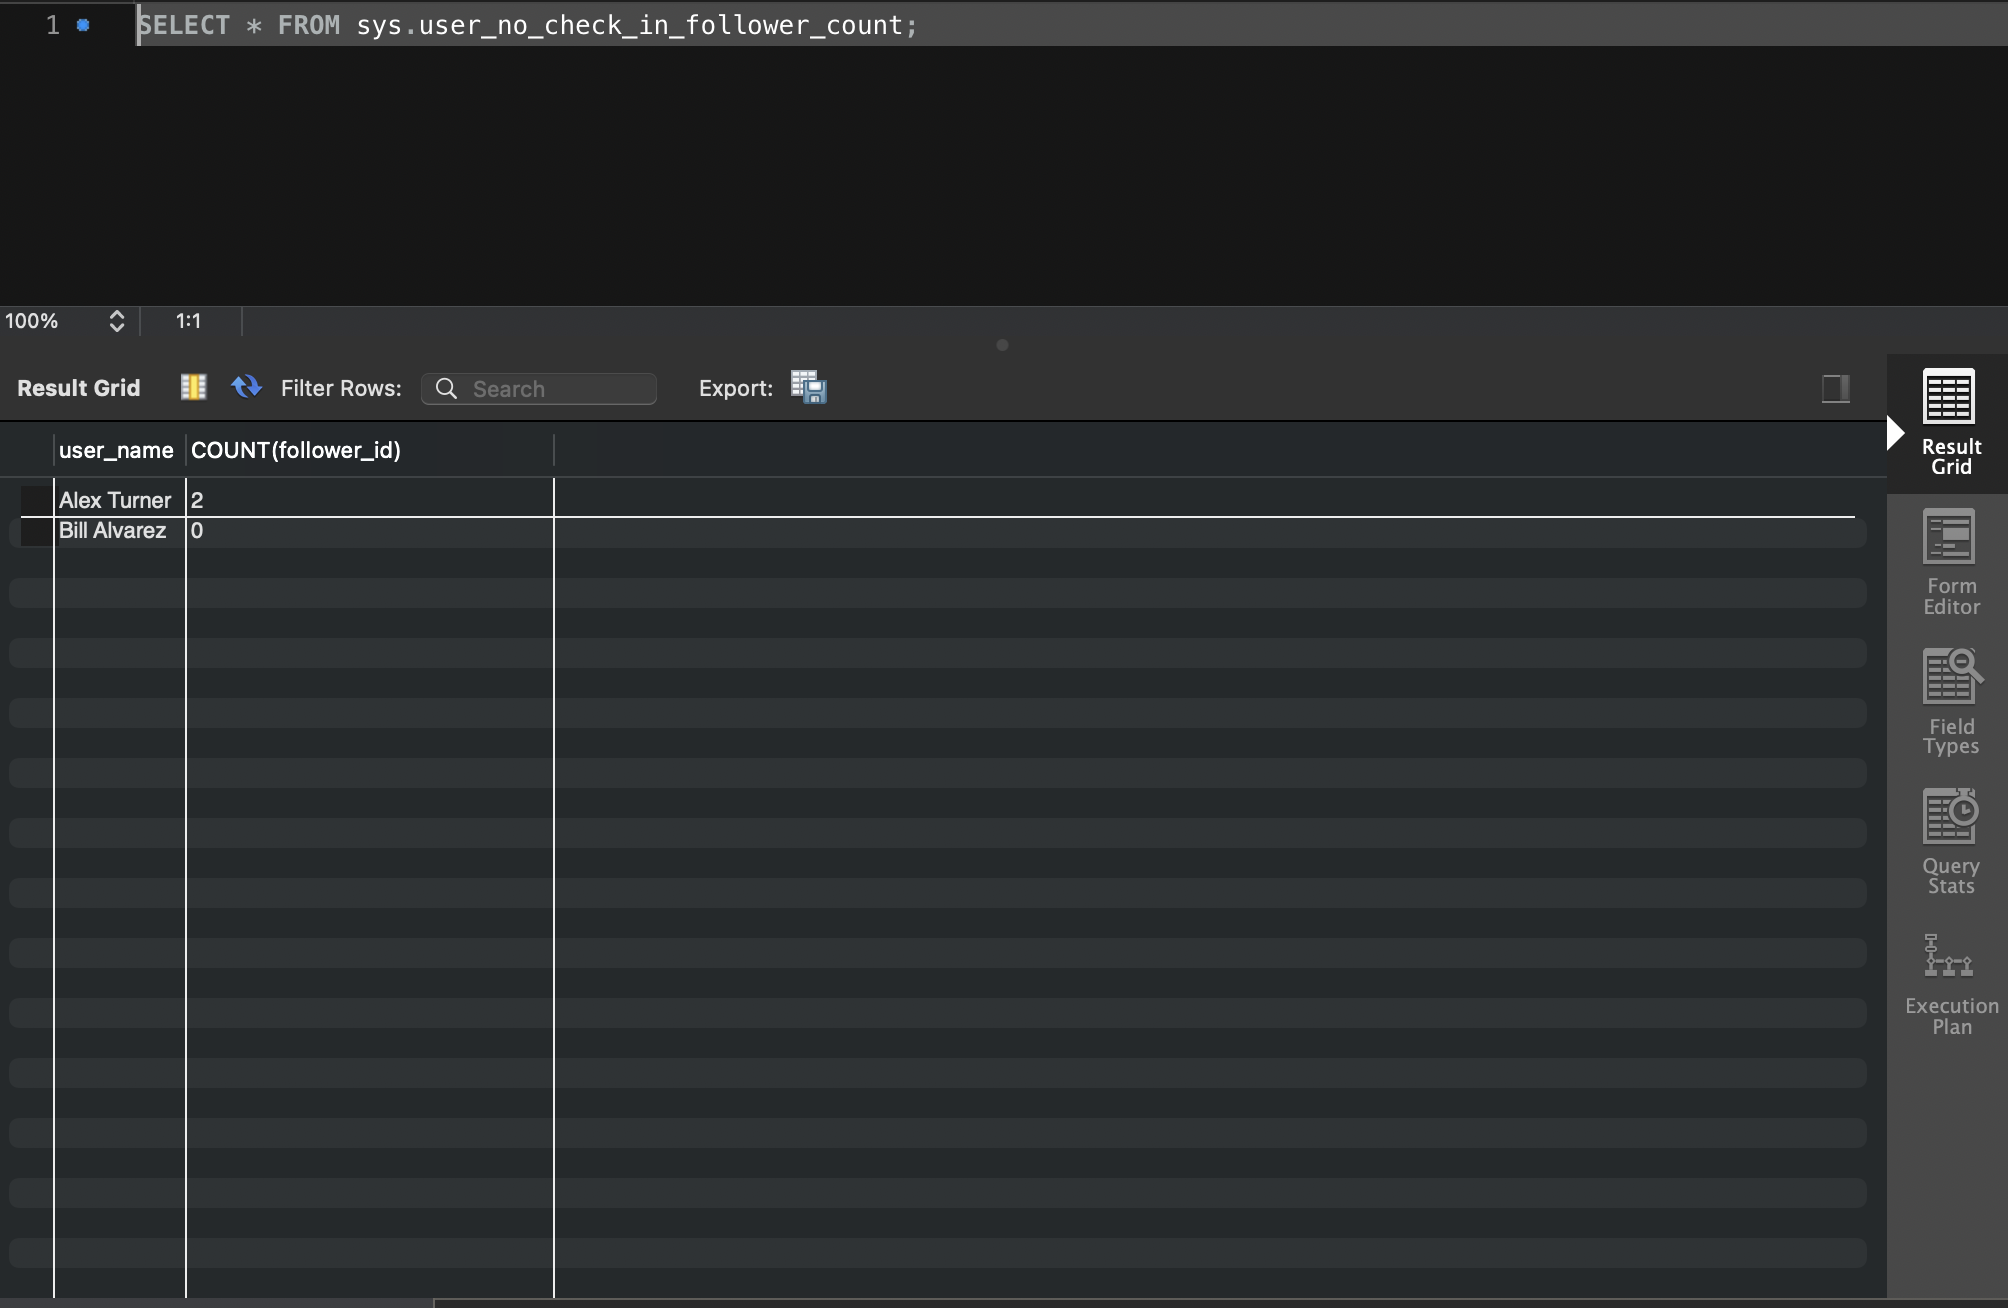 1 SELECT * FROM sys.user_no_check_in_follower_count;
100% 1:1
Result Grid Filter Rows: Search Export:
user_name COUNT(follower_id)
Alex Turner 2
Bill Alvarez 0
Result
Grid
Form
Editor
Field
Types
Query
Stats
Execution
Plan